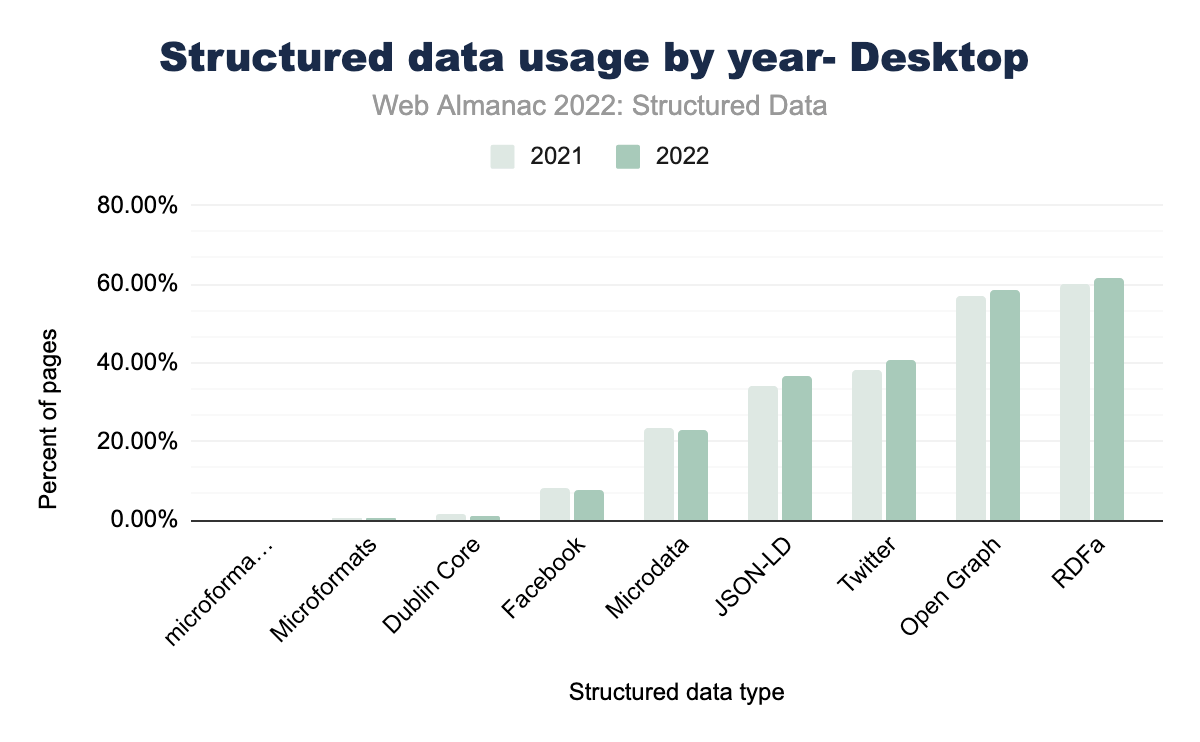 Structured data usage by year- Desktop
Web Almanac 2022: Structured Data
2021 2022
80.00%
60.00%
40.00%
20.00%
0.00%
Percent of pages
microforma…
Microformats
Dublin Core
Facebook
Microdata
JSON-LD
Twitter
Open Graph
RDFa
Structured data type